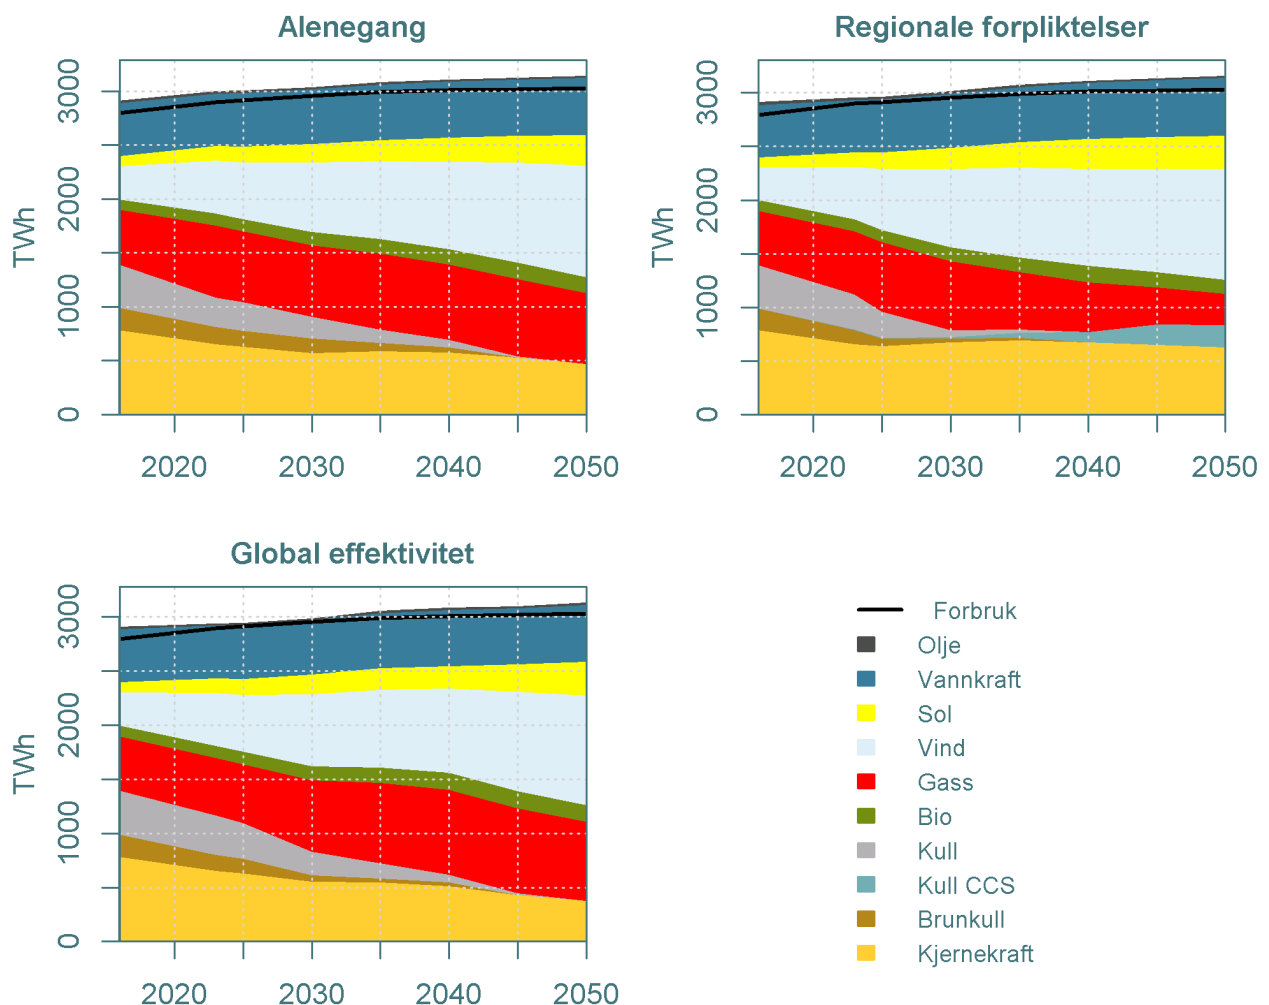 Alenegang
TWh
0
1000
2000
3000
2020
2030
2040
2050
Regionale forpliktelser
TWh
0
1000
2000
3000
2020
2030
2040
2050
Global effektivitet
TWh
0
1000
2000
3000
2020
2030
2040
2050
Forbruk
Olje
Vannkraft
Sol
Vind
Gass
Bio
Kull
Kull CCS
Brunkull
Kjernekraft